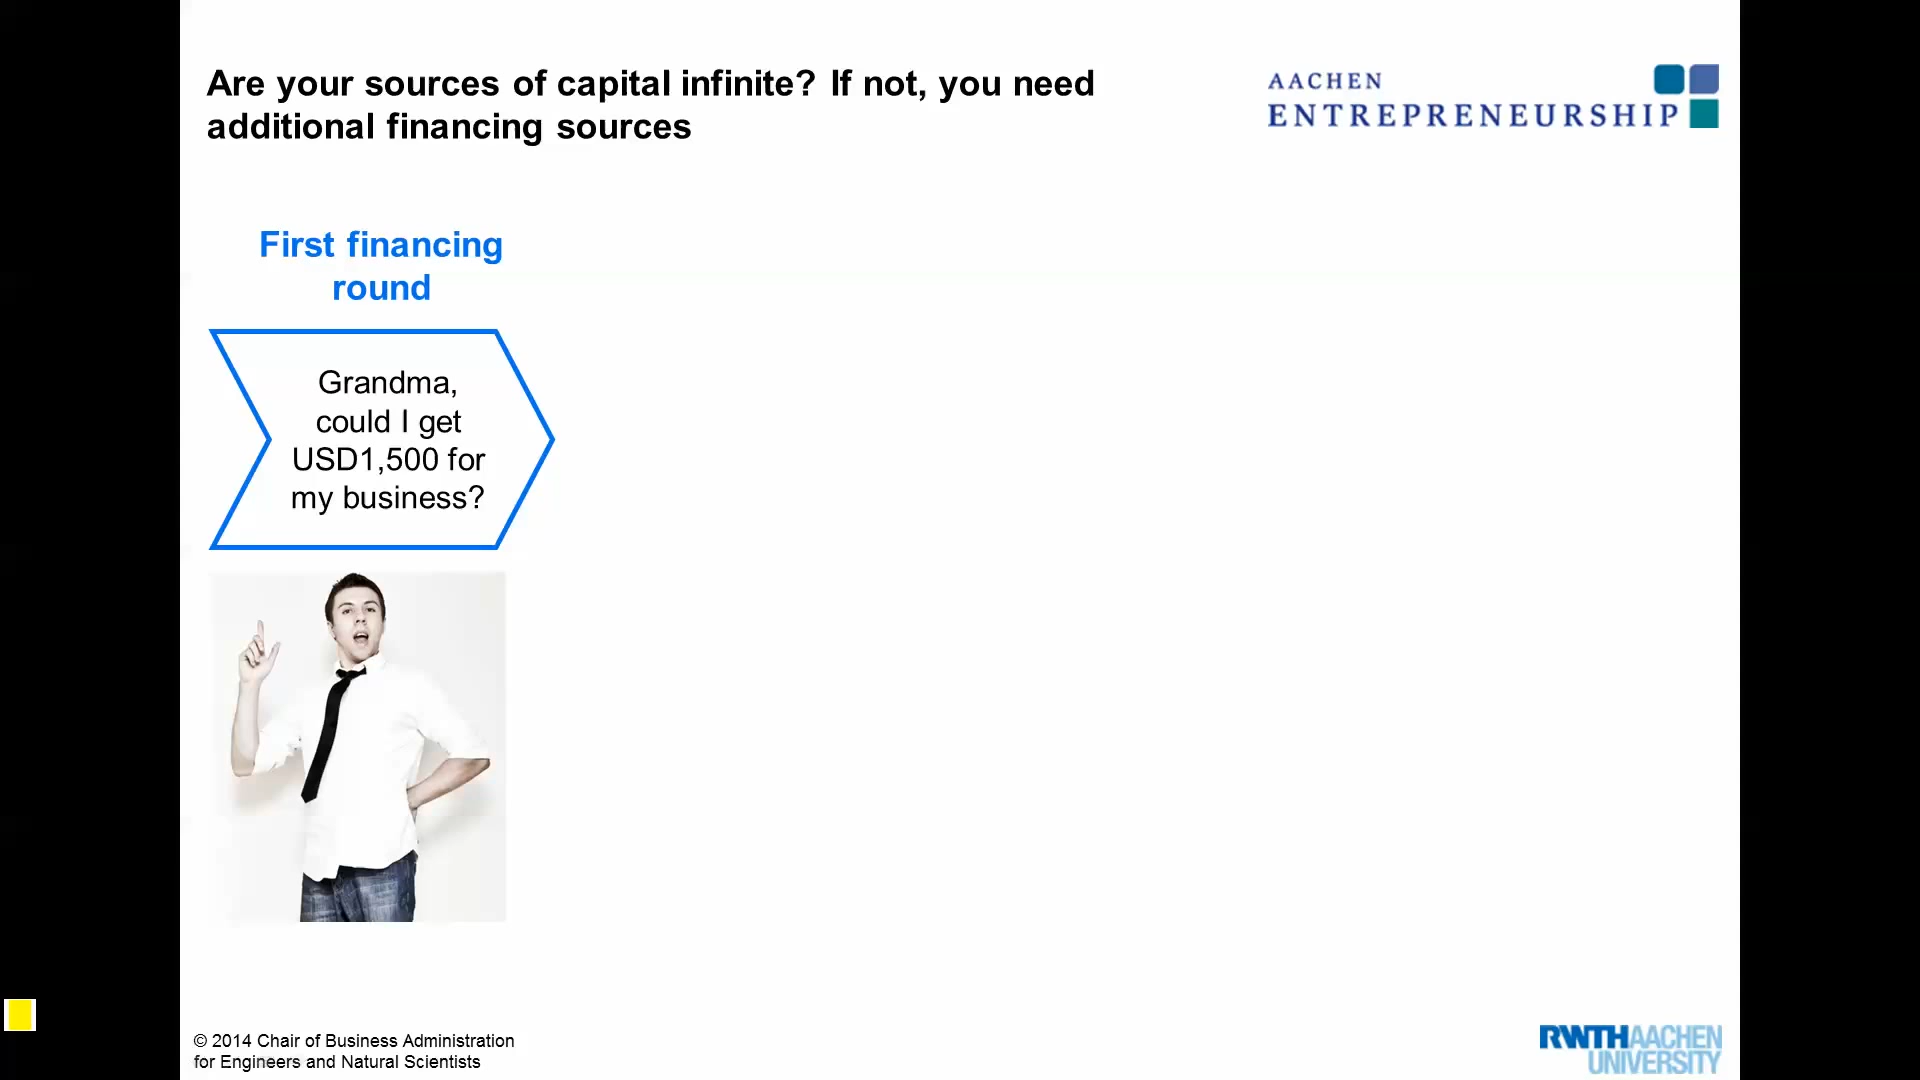 Are your sources of capital infinite? If not, you need
additional financing sources
AACHEN
ENTREPRENEURSHIP
First financing
round
Grandma,
could I get
USD1,500 for
my business?
© 2014 Chair of Business Administration
for Engineers and Natural Scientists
RWTHAACHEN
UNIVERSITY